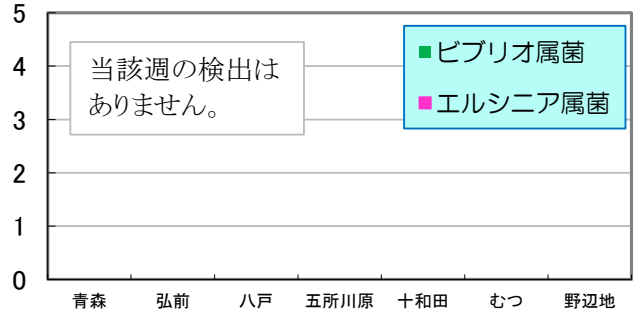 5
4
3
2
1
0
当該週の検出は
ありません。
ビブリオ属菌
エルシニア属菌
青森 弘前 八戸 五所川原 十和田 むつ 野辺地